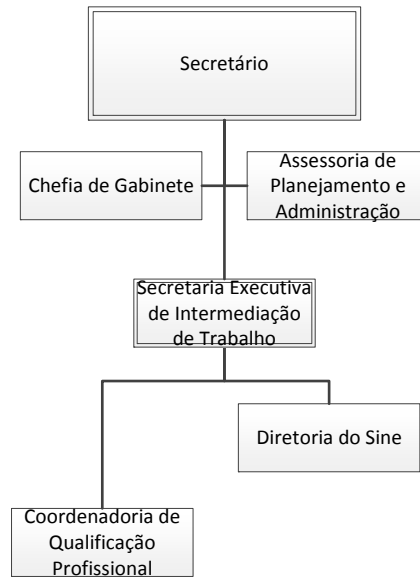 Secretário
Chefia de Gabinete
Assessoria de
Planejamento e
Administração
Secretaria Executiva
de Intermediação
de Trabalho
Diretoria do Sine
Coordenadoria de
Qualificação
Profissional